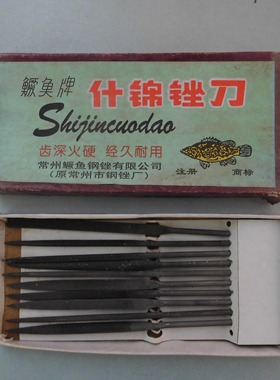 鳜鱼牌
什锦锉刀
Shijincuodao
齿深火硬 经久耐用
常州鳜鱼钢锉有限公司
(原常州市钢锉厂)
注册 商标